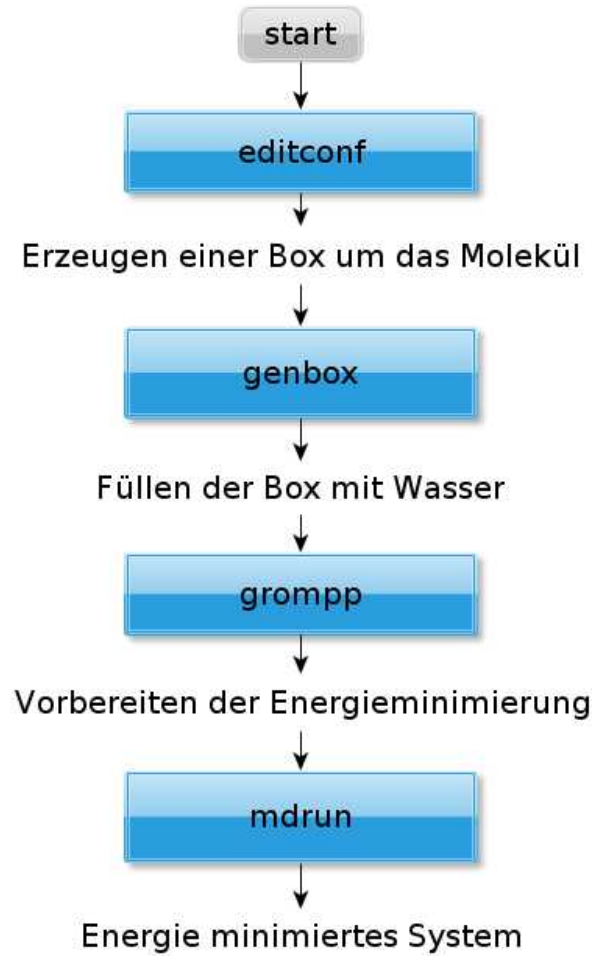 start
editconf
Erzeugen einer Box um das Molekül
genbox
Füllen der Box mit Wasser
grompp
Vorbereiten der Energieminimierung
mdrun
Energie minimiertes System